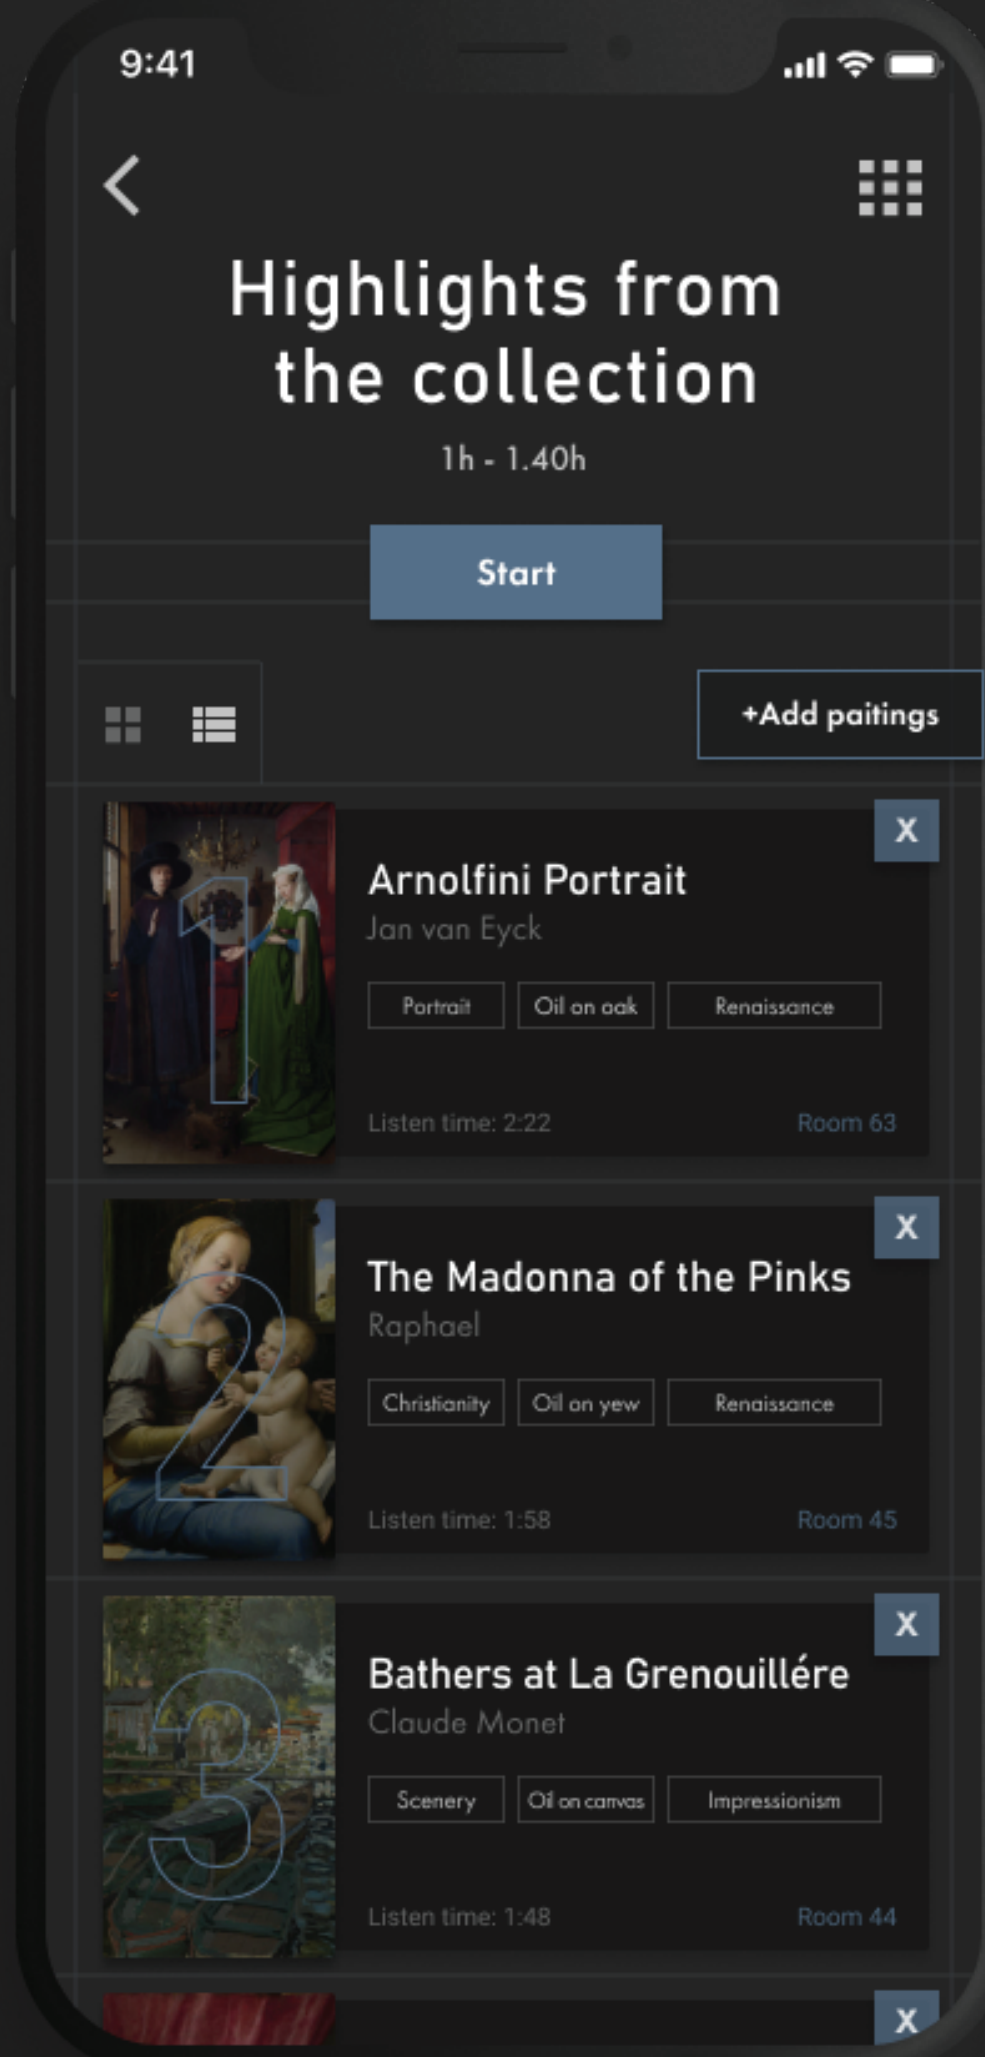 9:41
Highlights from
the collection
1h - 1.40h
Start
+Add paitings
1
X
Arnolfini Portrait
Jan van Eyck
Portrait
Oil on oak
Renaissance
Listen time: 2:22
Room 63
2
X
The Madonna of the Pinks
Raphael
Christianity
Oil on yew
Renaissance
Listen time: 1:58
Room 45
3
X
Bathers at La Grenouillére
Claude Monet
Scenery
Oil on canvas
Impressionism
Listen time: 1:48
Room 44
X